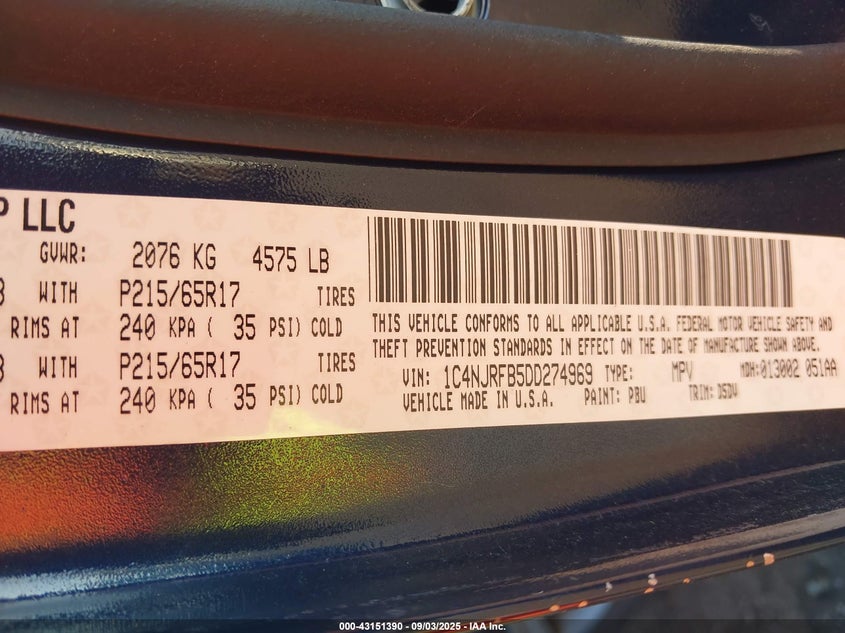 P LLC
GVWR: 2076 KG 4575 LB
WITH P215/65R17 TIRES
RIMS AT 240 KPA ( 35 PSI) COLD
WITH P215/65R17 TIRES
RIMS AT 240 KPA ( 35 PSI) COLD
THIS VEHICLE CONFORMS TO ALL APPLICABLE U.S.A. FEDERAL MOTOR VEHICLE SAFETY AND
THEFT PREVENTION STANDARDS IN EFFECT ON THE DATE OF MANUFACTURE SHOWN ABOVE.
VIN: 1C4NJRFB5DD274969 TYPE: MPV MDH:013002 051AA
VEHICLE MADE IN U.S.A. PAINT: PBU TRIM: DSDV
000-43151390 - 09/03/2025 - IAA Inc.